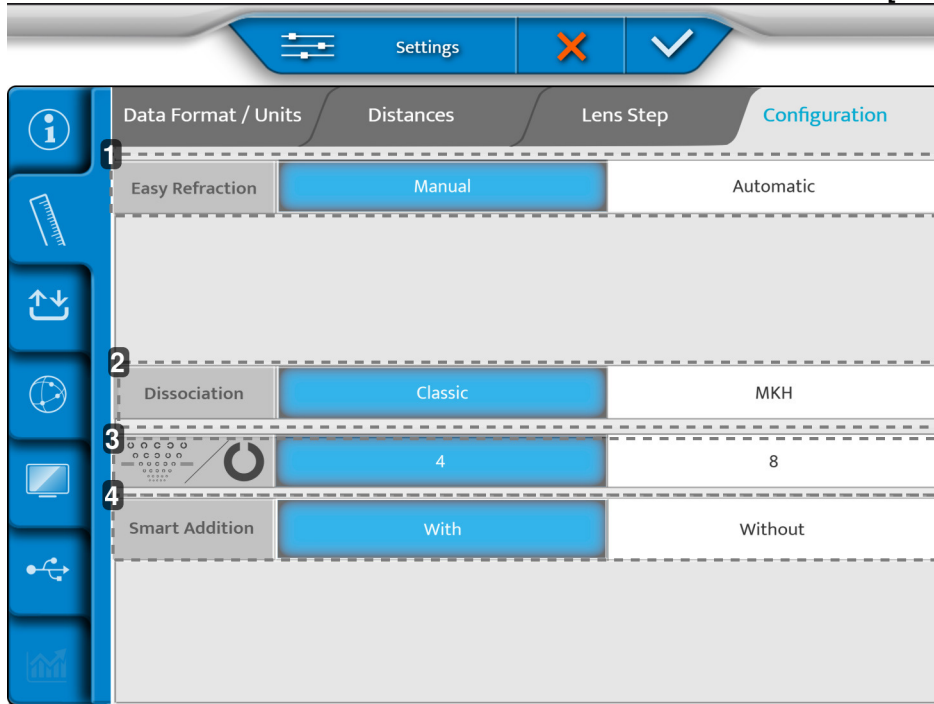 Settings
Data Format / Units Distances Lens Step Configuration
1
Easy Refraction Manual Automatic
2
Dissociation Classic MKH
3
4 8
4
Smart Addition With Without